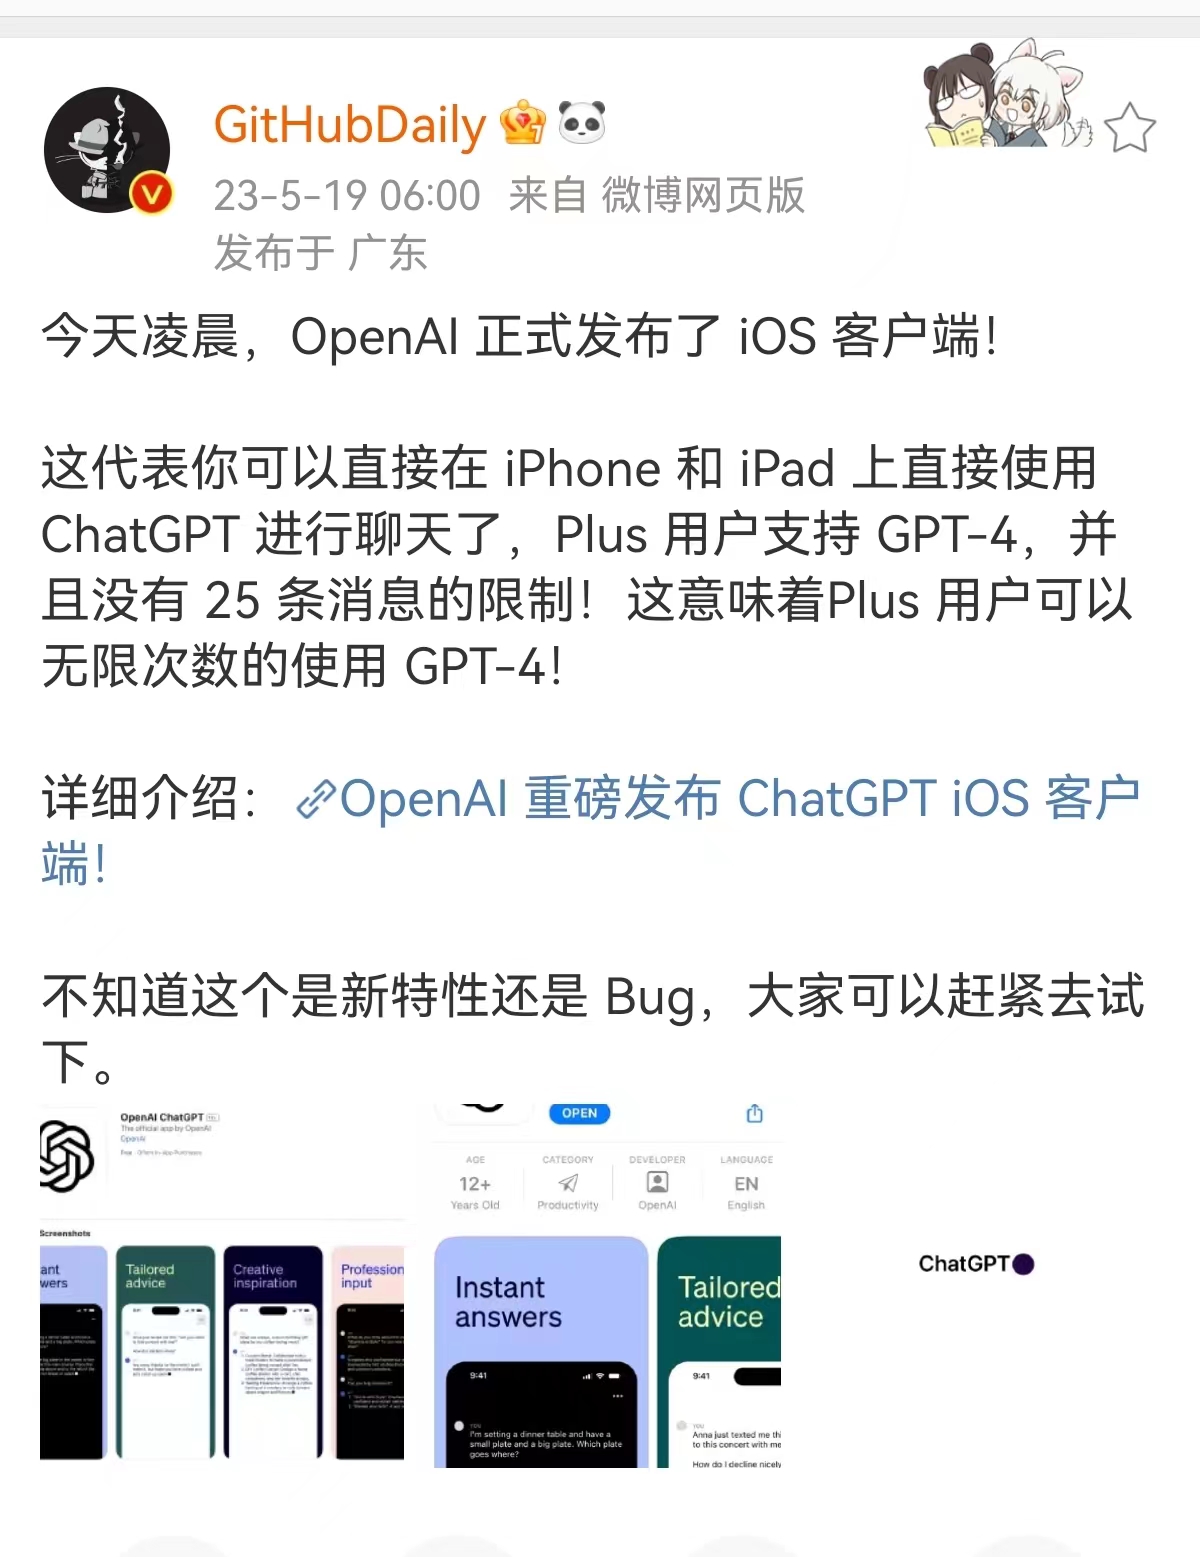 GitHubDaily
23-5-19 06:00 来自 微博网页版
发布于 广东
今天凌晨，OpenAI 正式发布了 iOS 客户端！
这代表你可以直接在 iPhone 和 iPad 上直接使用
ChatGPT 进行聊天了，Plus 用户支持 GPT-4，并
且没有 25 条消息的限制！这意味着Plus 用户可以
无限次数的使用 GPT-4！
详细介绍：OpenAI 重磅发布 ChatGPT iOS 客户
端！
不知道这个是新特性还是 Bug，大家可以赶紧去试
下。
OpenAI ChatGPT
The official app by OpenAI
OpenAI
Free · Offers In-App Purchases
Screenshots
ant
wers
Tailored
advice
Creative
inspiration
Profession
input
OPEN
AGE
12+
Years Old
CATEGORY
Productivity
DEVELOPER
OpenAI
LANGUAGE
EN
English
Instant
answers
9:41
YOU
I'm setting a dinner table and have a
small plate and a big plate. Which plate
goes where?
Tailored
advice
9:41
YOU
Anna just texted me thi
to this concert with me
How do I decline nicely
ChatGPT